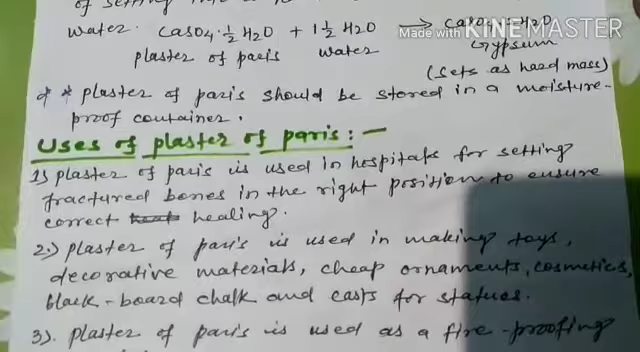 of setting
Made with KINEMASTER
water. CaSO4.½H2O + 1½H2O → CaSO4.2H2O
plaster of paris water Gypsum
(sets as hard mass)
** plaster of paris should be stored in a moisture-
proof container.
Uses of plaster of paris:-
1) plaster of paris is used in hospitals for setting
fractured bones in the right position to ensure
correct healing.
2.) plaster of paris is used in making toys,
decorative materials, cheap ornaments, cosmetics,
black-board chalk and casts for statues.
3). plaster of paris is used as a fire-proofing